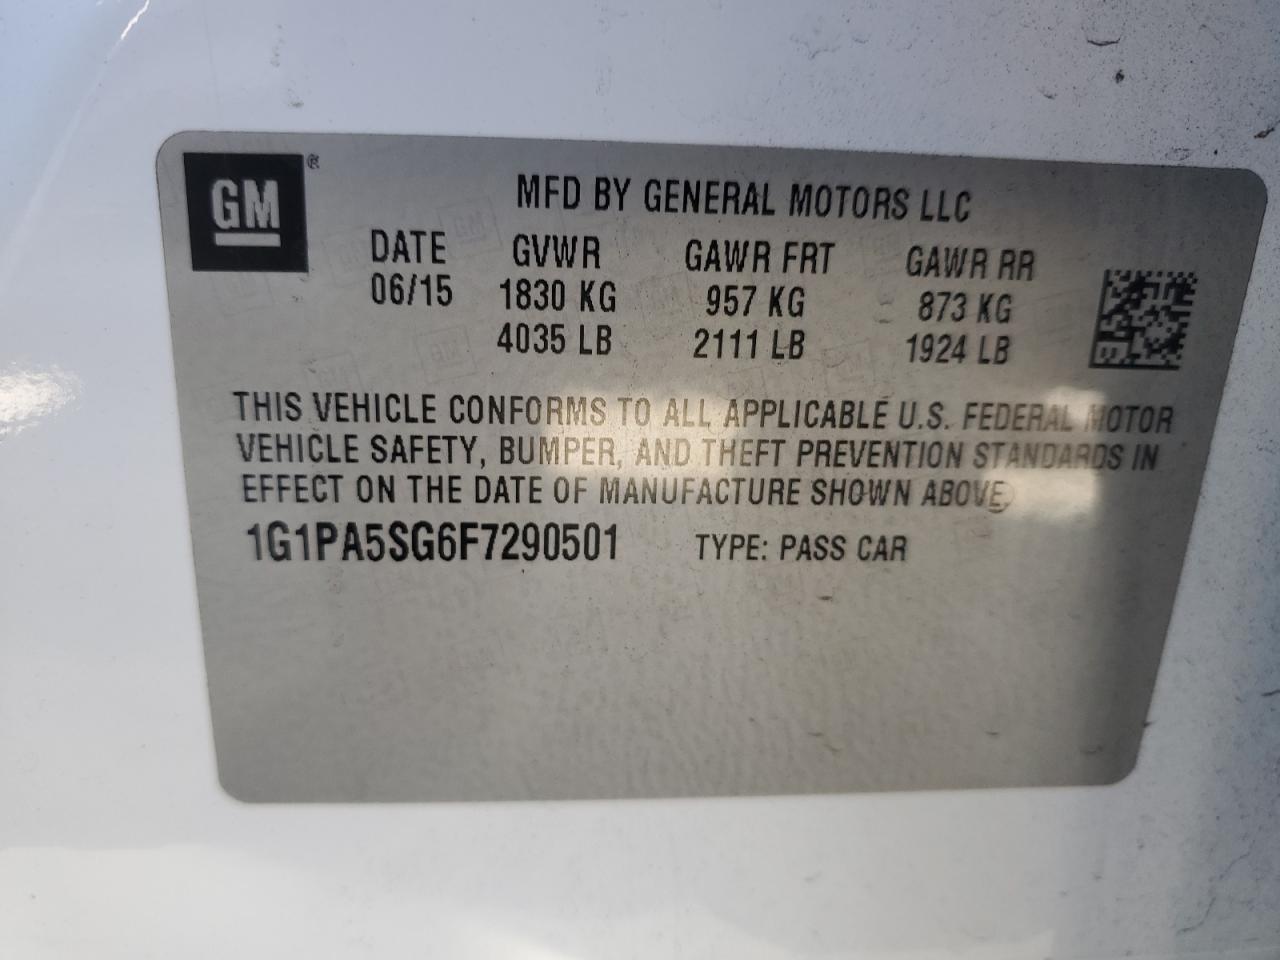 GM®
MFD BY GENERAL MOTORS LLC
DATE GVWR GAWR FRT GAWR RR
06/15 1830 KG 957 KG 873 KG
4035 LB 2111 LB 1924 LB
THIS VEHICLE CONFORMS TO ALL APPLICABLE U.S. FEDERAL MOTOR
VEHICLE SAFETY, BUMPER, AND THEFT PREVENTION STANDARDS IN
EFFECT ON THE DATE OF MANUFACTURE SHOWN ABOVE.
1G1PA5SG6F7290501 TYPE: PASS CAR